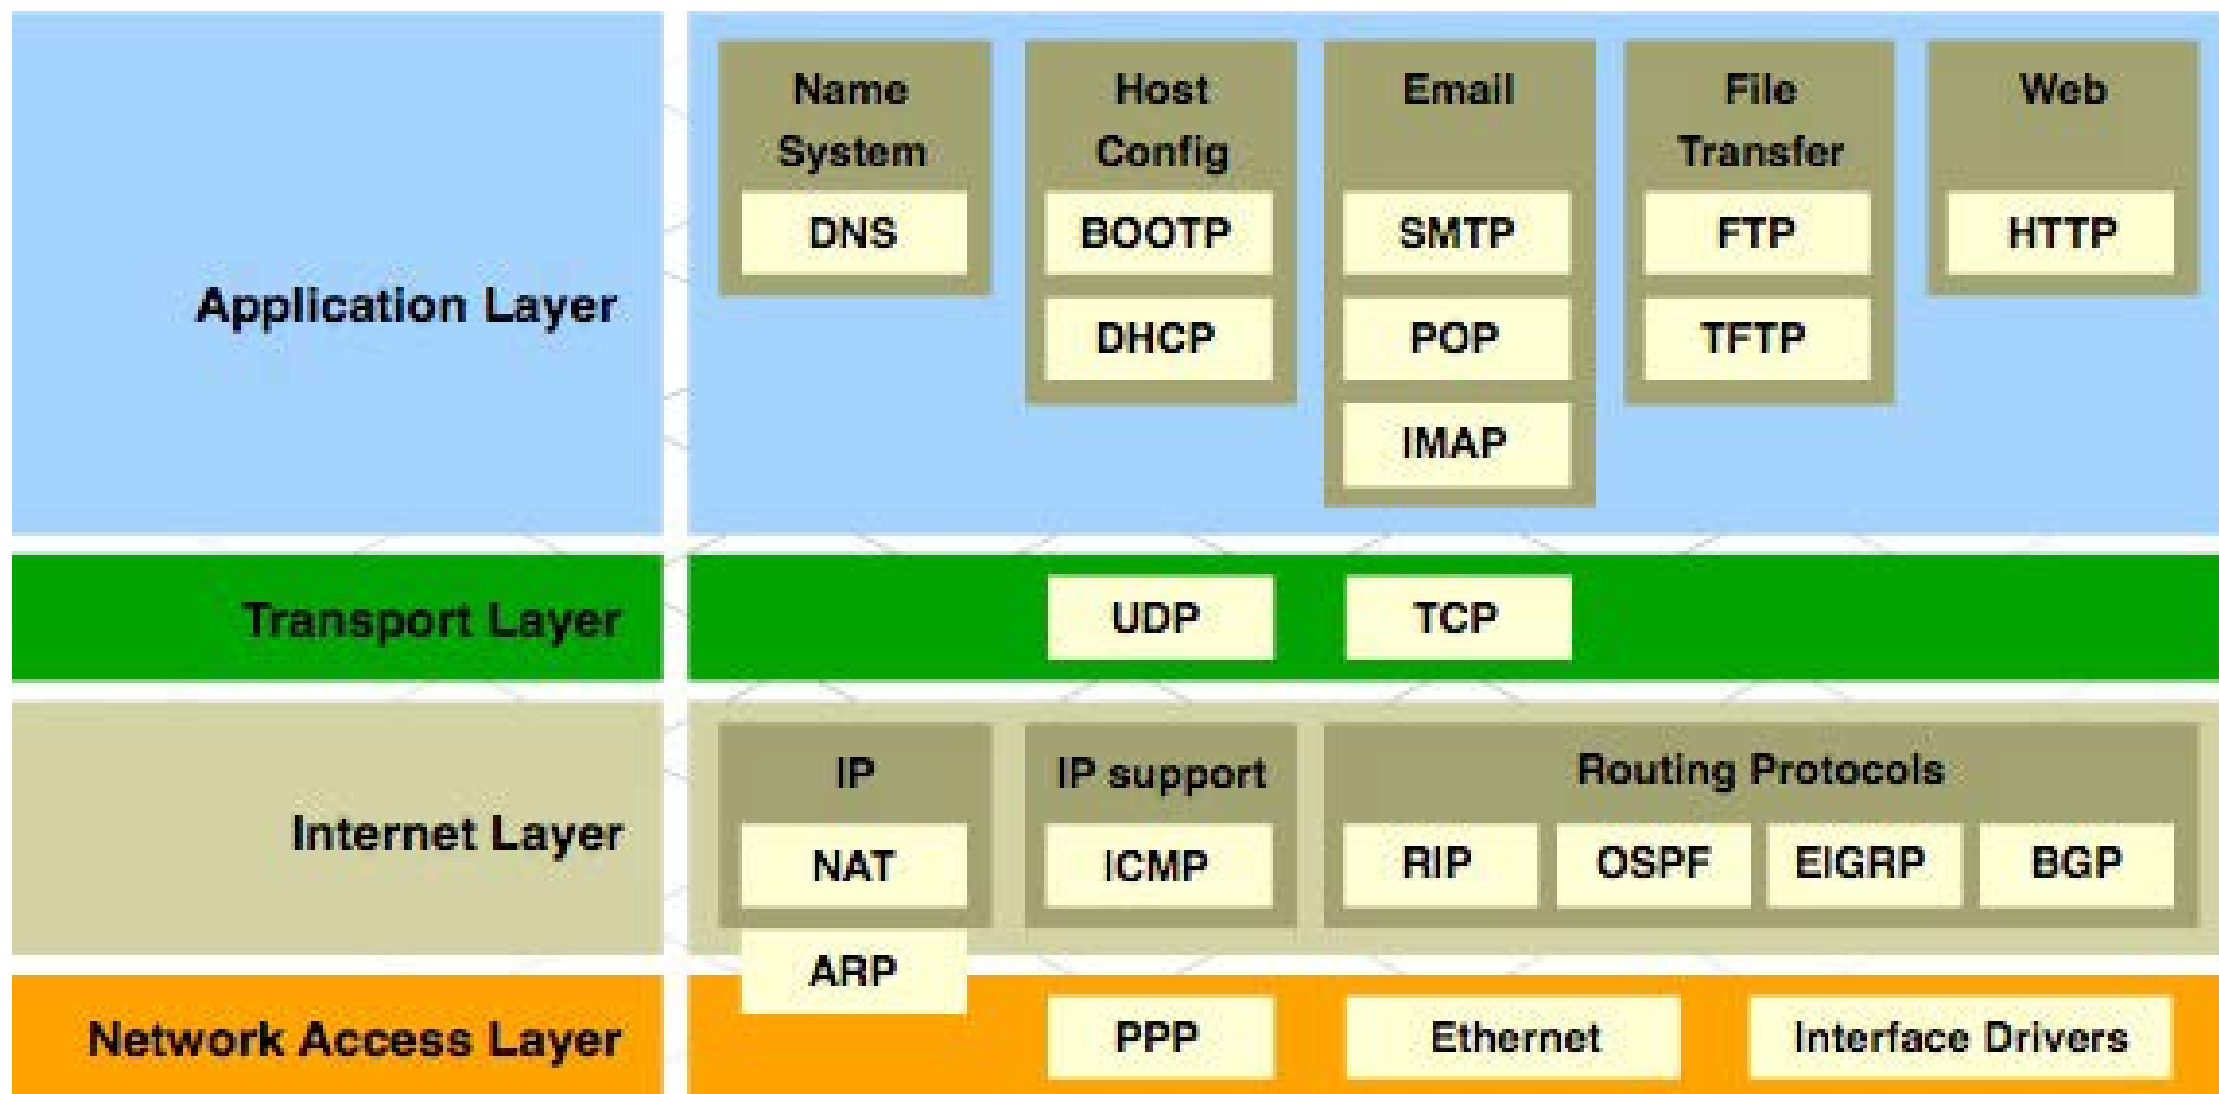 Application Layer
Name
System
DNS
Host
Config
BOOTP
DHCP
Email
SMTP
POP
IMAP
File
Transfer
FTP
TFTP
Web
HTTP
Transport Layer
UDP
TCP
Internet Layer
IP
NAT
ARP
IP support
ICMP
Routing Protocols
RIP
OSPF
EIGRP
BGP
Network Access Layer
PPP
Ethernet
Interface Drivers